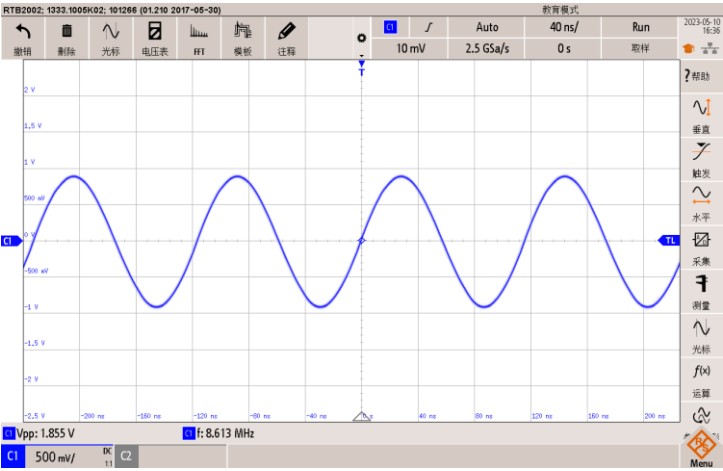 RTB2002; 1333.1005K02; 101266 (01.210 2017-05-30)
教育模式
撤销
删除
光标
电压表
FFT
模板
注释
C1
Auto
40 ns/
Run
10 mV
2.5 GSa/s
0 s
取样
2023-05-10
16:36
?帮助
垂直
触发
水平
采集
测量
光标
f(x)
运算
T
2 V
1.5 V
1 V
500 mV
0 V
-500 mV
-1 V
-1.5 V
-2 V
-2.5 V
C1
TL
-200 ns
-160 ns
-120 ns
-80 ns
-40 ns
0 s
40 ns
80 ns
120 ns
160 ns
200 ns
C1 Vpp: 1.855 V
C1 f: 8.613 MHz
C1
500 mV/
DC
1:1
C2
R&S
Menu